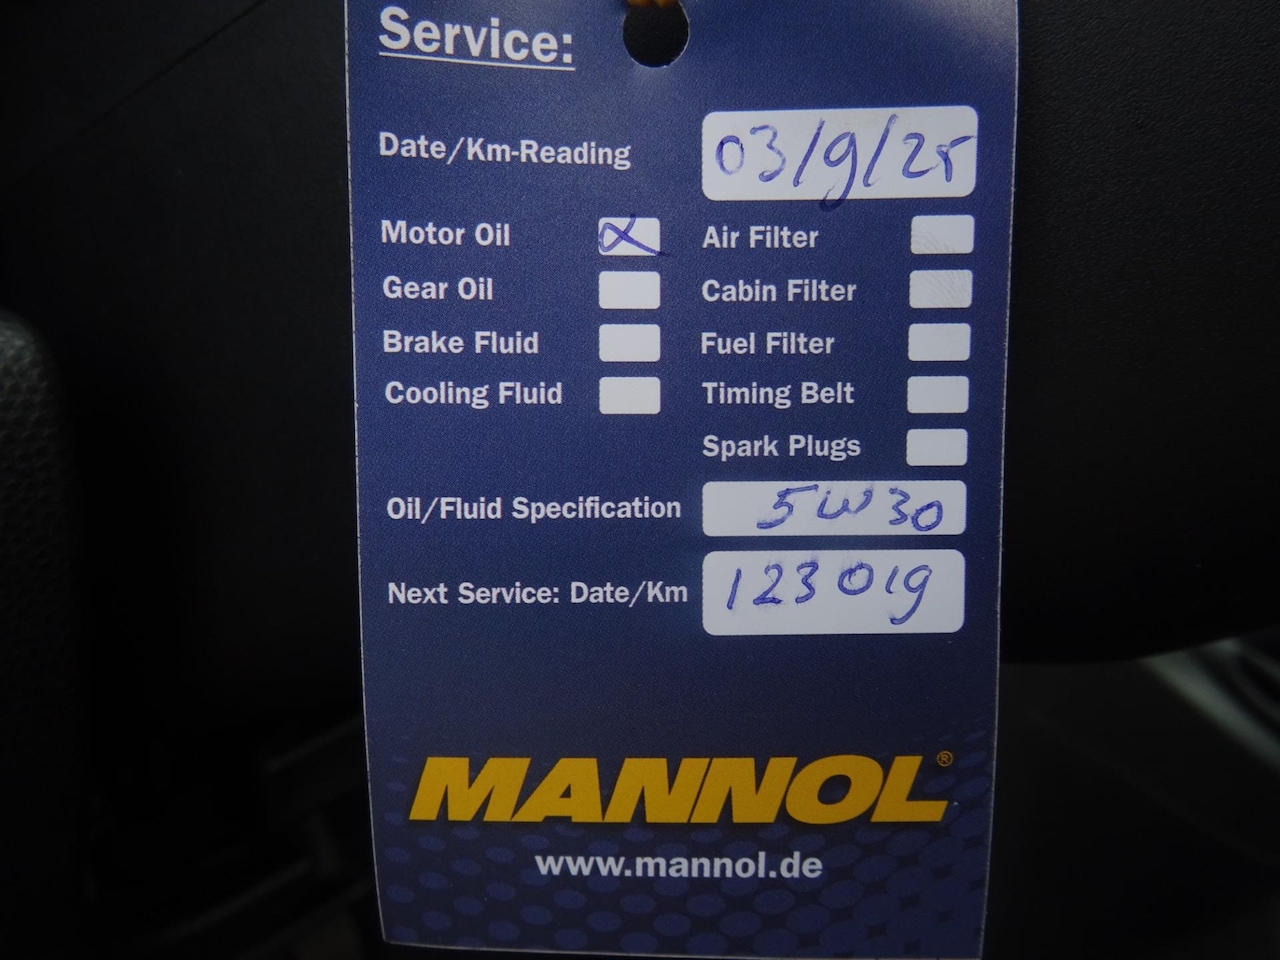 Service:
Date/Km-Reading 03/9/25
Motor Oil x Air Filter
Gear Oil Cabin Filter
Brake Fluid Fuel Filter
Cooling Fluid Timing Belt
Spark Plugs
Oil/Fluid Specification 5W30
Next Service: Date/Km 123019
MANNOL®
www.mannol.de